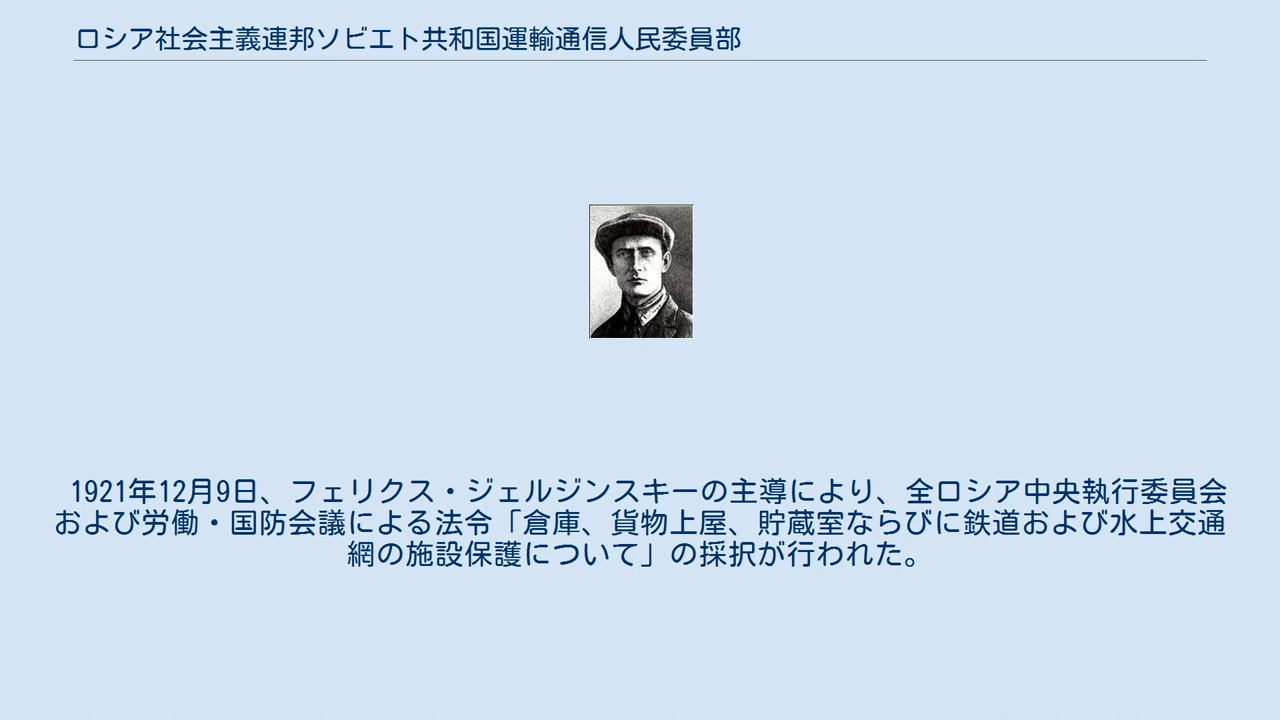 ロシア社会主義連邦ソビエト共和国運輸通信人民委員部
1921年12月9日、フェリクス・ジェルジンスキーの主導により、全ロシア中央執行委員会
および労働・国防会議による法令「倉庫、貨物上屋、貯蔵室ならびに鉄道および水上交通
網の施設保護について」の採択が行われた。